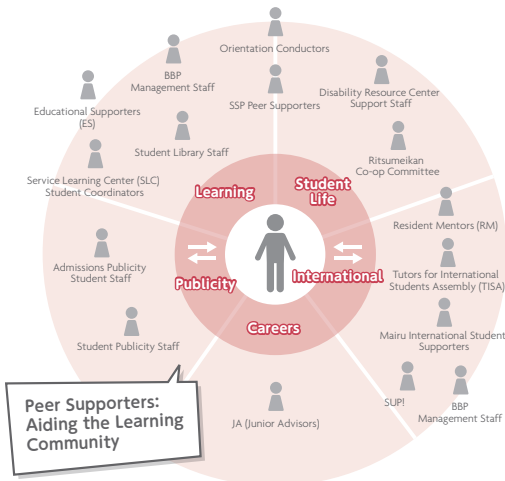 Orientation Conductors
BBP
Management Staff
SSP Peer Supporters
Disability Resource Center
Support Staff
Educational Supporters
(ES)
Student Library Staff
Ritsumeikan
Co-op Committee
Service Learning Center (SLC)
Student Coordinators
Learning
Student
Life
Resident Mentors (RM)
Admissions Publicity
Student Staff
Publicity
International
Tutors for International
Students Assembly (TISA)
Careers
Student Publicity Staff
Mairu International Student
Supporters
SUP!
BBP
Management Staff
JA (Junior Advisors)
Peer Supporters:
Aiding the Learning
Community